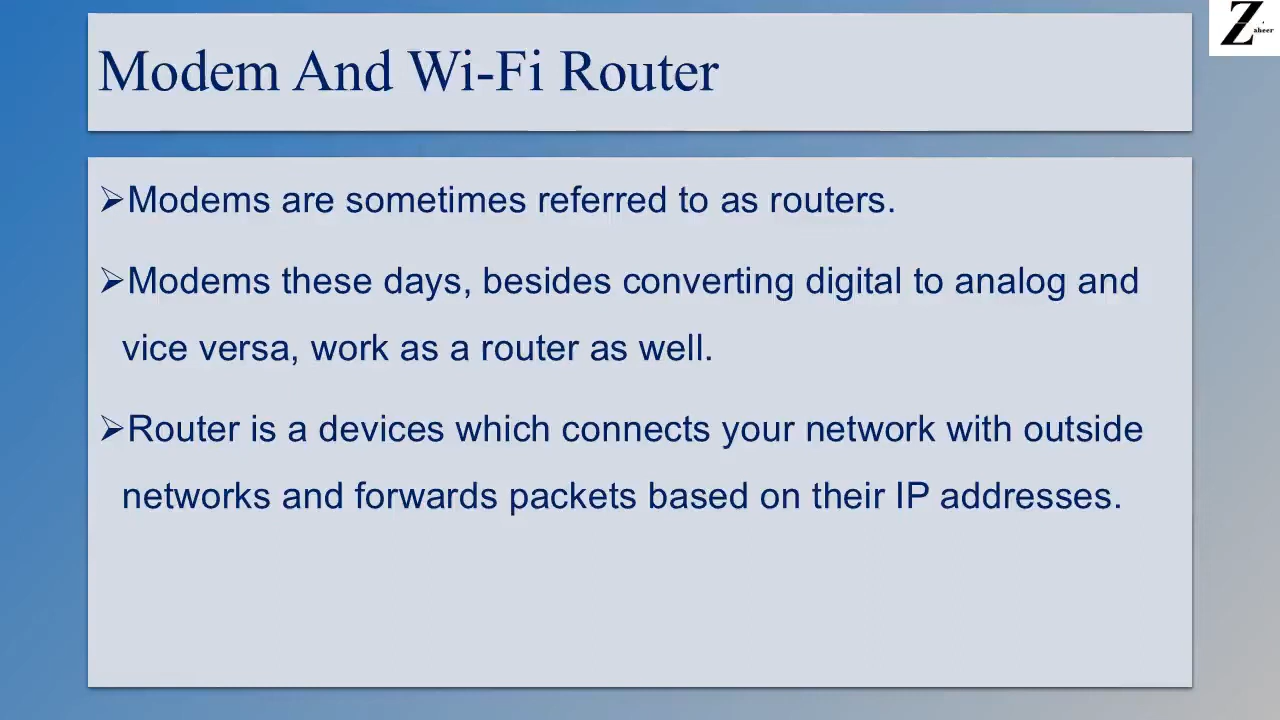 Zaheer
Modem And Wi-Fi Router
➢Modems are sometimes referred to as routers.
➢Modems these days, besides converting digital to analog and
vice versa, work as a router as well.
➢Router is a devices which connects your network with outside
networks and forwards packets based on their IP addresses.